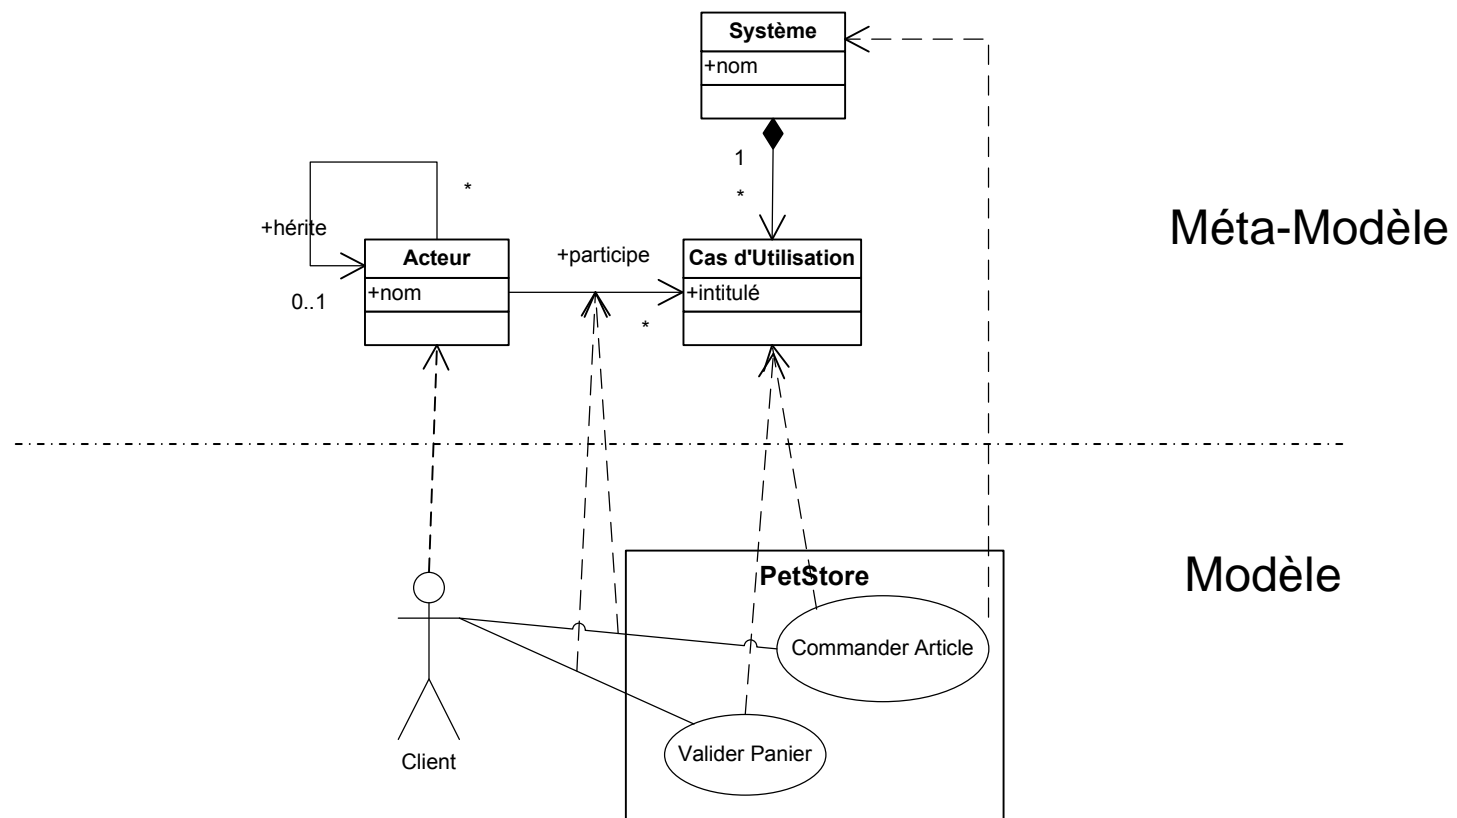 Système
+nom
1
*
*
+hérite
0..1
Acteur
+nom
+participe
*
Cas d'Utilisation
+intitulé
Méta-Modèle
Modèle
PetStore
Commander Article
Valider Panier
Client